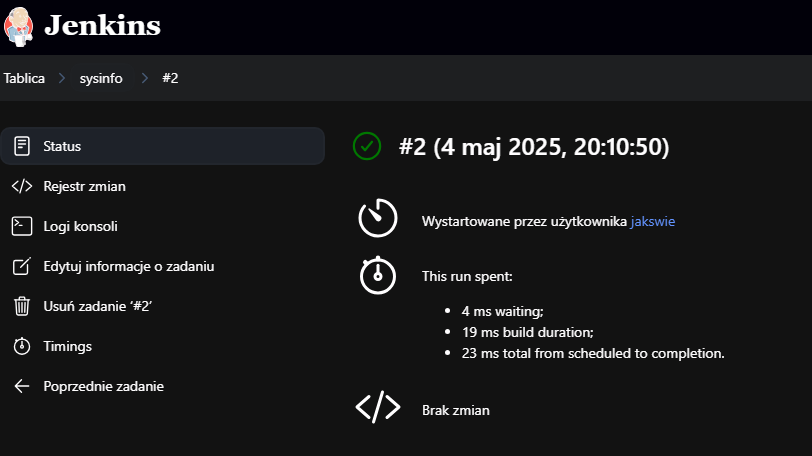 Jenkins
Tablica > sysinfo > #2
Status
Rejestr zmian
Logi konsoli
Edytuj informacje o zadaniu
Usuń zadanie ‘#2’
Timings
Poprzednie zadanie
#2 (4 maj 2025, 20:10:50)
Wystartowane przez użytkownika jakswie
This run spent:
• 4 ms waiting;
• 19 ms build duration;
• 23 ms total from scheduled to completion.
Brak zmian